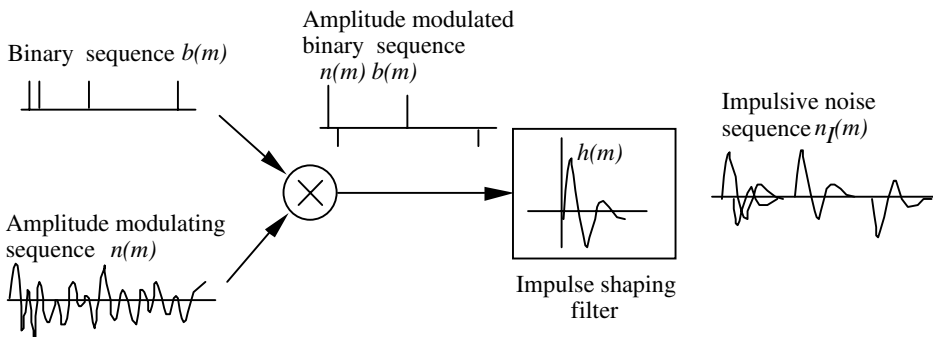 Binary sequence b(m)
Amplitude modulated
binary sequence
n(m) b(m)
Amplitude modulating
sequence n(m)
h(m)
Impulse shaping
filter
Impulsive noise
sequence n_I(m)